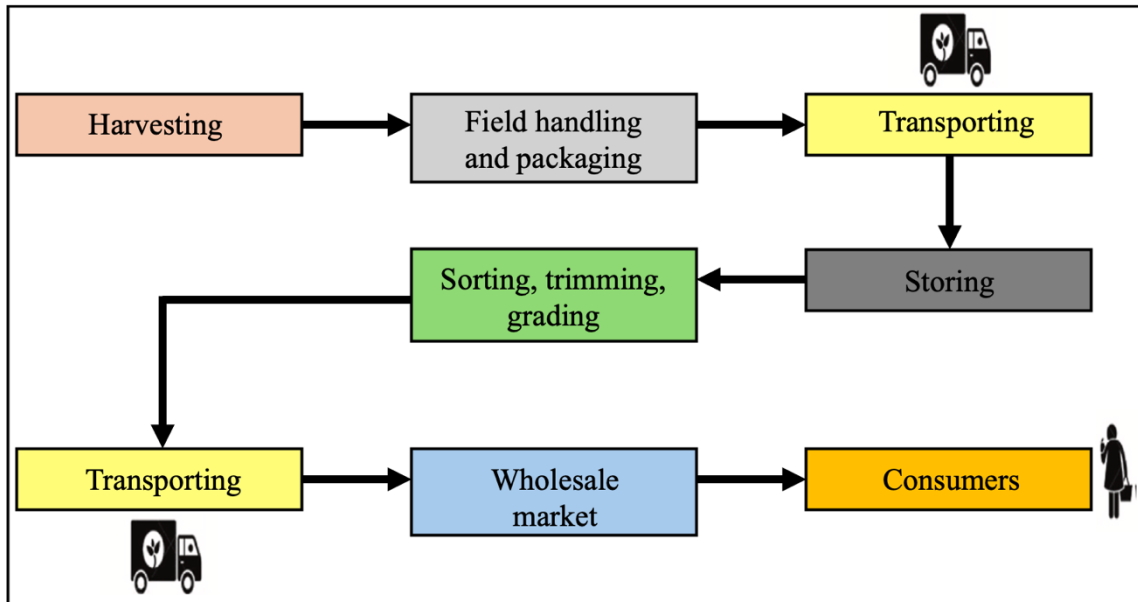 Harvesting
Field handling
and packaging
Transporting
Storing
Sorting, trimming,
grading
Transporting
Wholesale
market
Consumers